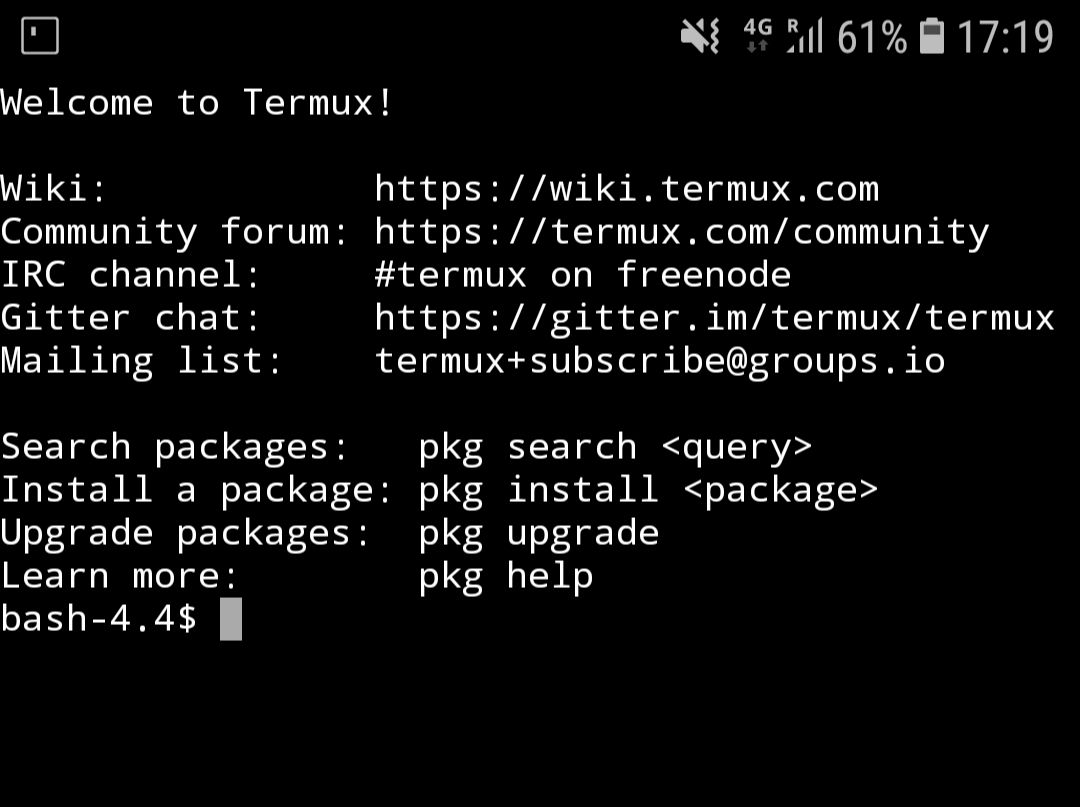 4G R 61% 17:19
Welcome to Termux!
Wiki: https://wiki.termux.com
Community forum: https://termux.com/community
IRC channel: #termux on freenode
Gitter chat: https://gitter.im/termux/termux
Mailing list: termux+subscribe@groups.io
Search packages: pkg search <query>
Install a package: pkg install <package>
Upgrade packages: pkg upgrade
Learn more: pkg help
bash-4.4$